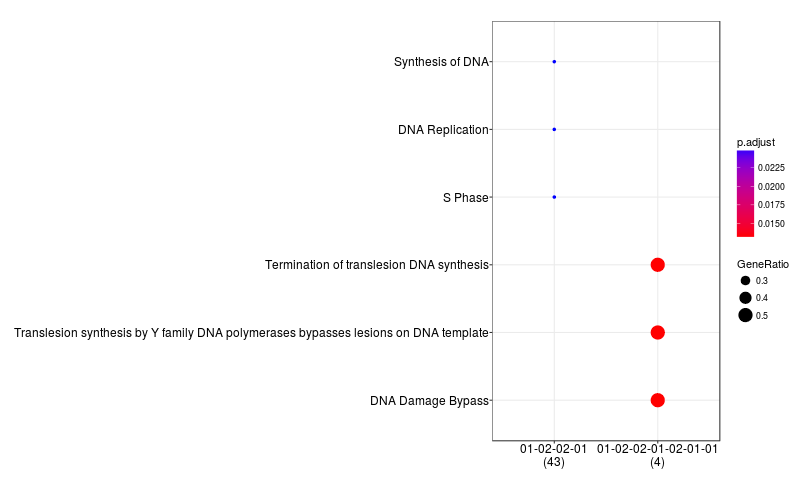 Synthesis of DNA
DNA Replication
S Phase
Termination of translesion DNA synthesis
Translesion synthesis by Y family DNA polymerases bypasses lesions on DNA template
DNA Damage Bypass
01-02-02-01
(43)
01-02-02-01-02-01-01
(4)
p.adjust
0.0225
0.0200
0.0175
0.0150
GeneRatio
0.3
0.4
0.5